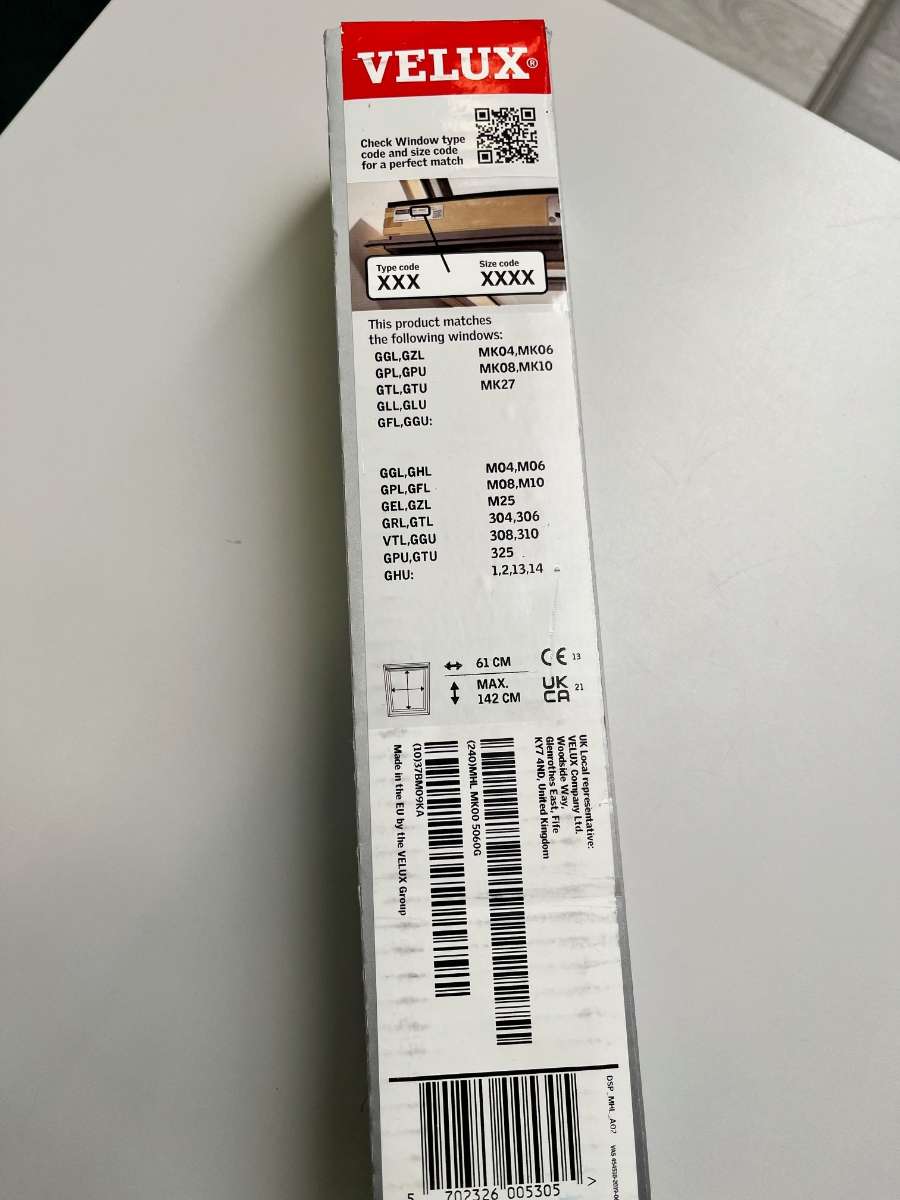 VELUX®
Check Window type
code and size code
for a perfect match
Type code
XXX
Size code
XXXX
This product matches
the following windows:
GGL,GZL MK04,MK06
GPL,GPU MK08,MK10
GTL,GTU MK27
GLL,GLU
GFL,GGU:
GGL,GHL M04,M06
GPL,GFL M08,M10
GEL,GZL M25
GRL,GTL 304,306
VTL,GGU 308,310
GPU,GTU 325
GHU: 1,2,13,14
61 CM
MAX.
142 CM
CE 13
UK
CA 21
UK Local representative:
VELUX Company Ltd.
Woodside Way,
Glenrothes East, Fife
KY7 4ND, United Kingdom
(240)MHL MK00 5060G
(10)37BM09KA
Made in the EU by the VELUX Group
DSP_MHL_A02
5 702326 005305 >